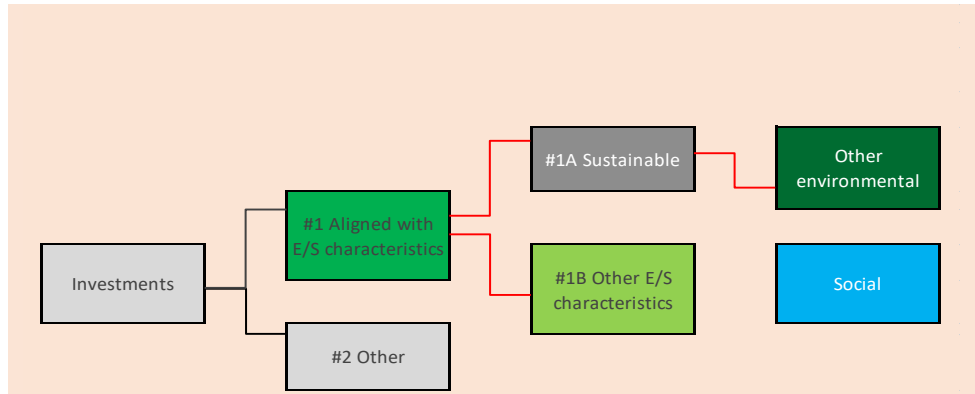 #1A Sustainable
Other
environmental
#1 Aligned with
E/S characteristics
Investments
#1B Other E/S
characteristics
Social
#2 Other